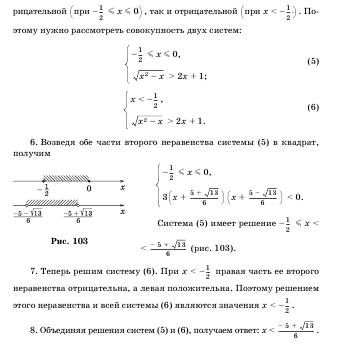 рицательной (при −1/2 ⩽ x ⩽ 0), так и отрицательной (при x < −1/2). По-
этому нужно рассмотреть совокупность двух систем:
{ −1/2 ⩽ x ⩽ 0,
√(x² − x) > 2x + 1; (5)
{ x < −1/2,
√(x² − x) > 2x + 1. (6)
6. Возведя обе части второго неравенства системы (5) в квадрат,
получим
−1/2 0 x
(−5 − √13)/6 (−5 + √13)/6 x
Рис. 103
{ −1/2 ⩽ x ⩽ 0,
3(x + (5 + √13)/6)(x + (5 − √13)/6) < 0.
Система (5) имеет решение −1/2 ⩽ x <
< (−5 + √13)/6 (рис. 103).
7. Теперь решим систему (6). При x < −1/2 правая часть ее второго
неравенства отрицательна, а левая положительна. Поэтому решением
этого неравенства и всей системы (6) являются значения x < −1/2.
8. Объединяя решения систем (5) и (6), получаем ответ: x < (−5 + √13)/6.